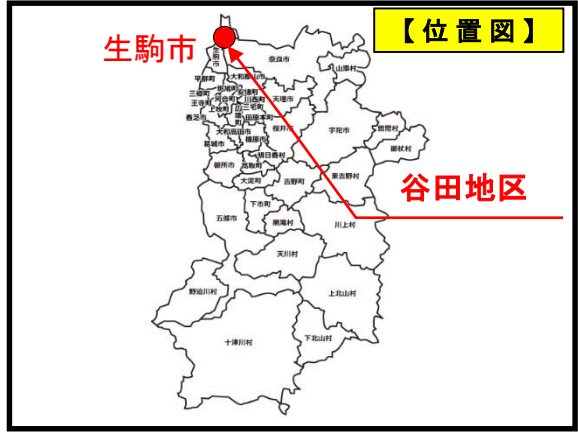 【位置図】
生駒市
生駒市
奈良市
山添村
平群町
大和郡山市
斑鳩町
安堵町
三郷町
河合町
川西町
天理市
王寺町
三宅町
上牧町
広陵町
田原本町
香芝市
桜井市
宇陀市
曽爾村
大和高田市
橿原市
御杖村
葛城市
明日香村
御所市
高取町
東吉野村
大淀町
吉野町
谷田地区
下市町
五條市
黒滝村
川上村
天川村
野迫川村
上北山村
十津川村
下北山村